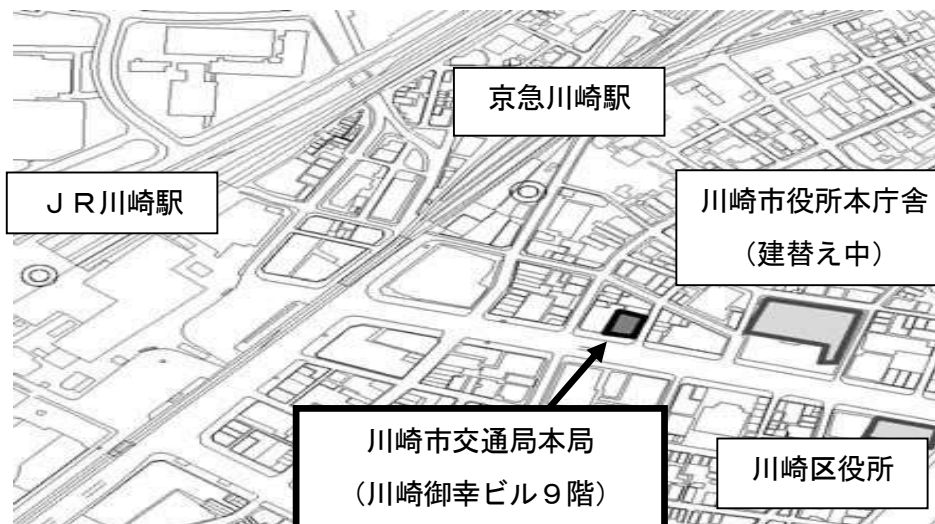 京急川崎駅
ＪＲ川崎駅
川崎市役所本庁舎
（建替え中）
川崎市交通局本局
（川崎御幸ビル９階）
川崎区役所